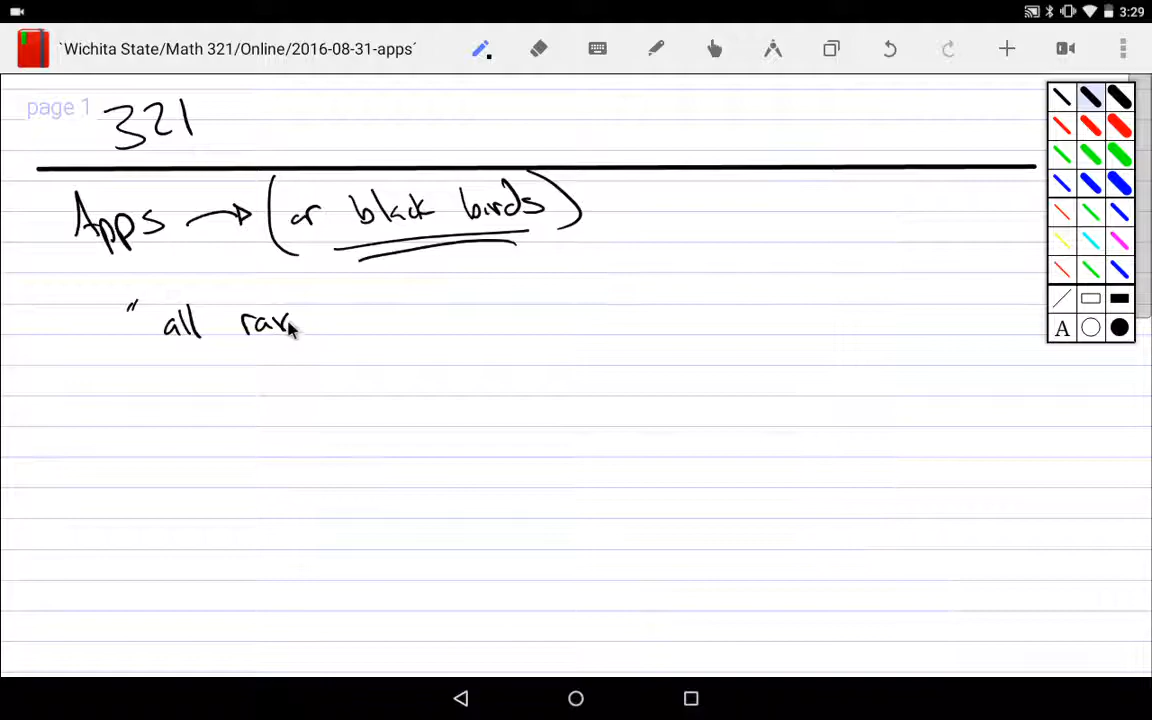 3:29
`Wichita State/Math 321/Online/2016-08-31-apps´
page 1
321
Apps → (or black birds)
" all rav
A